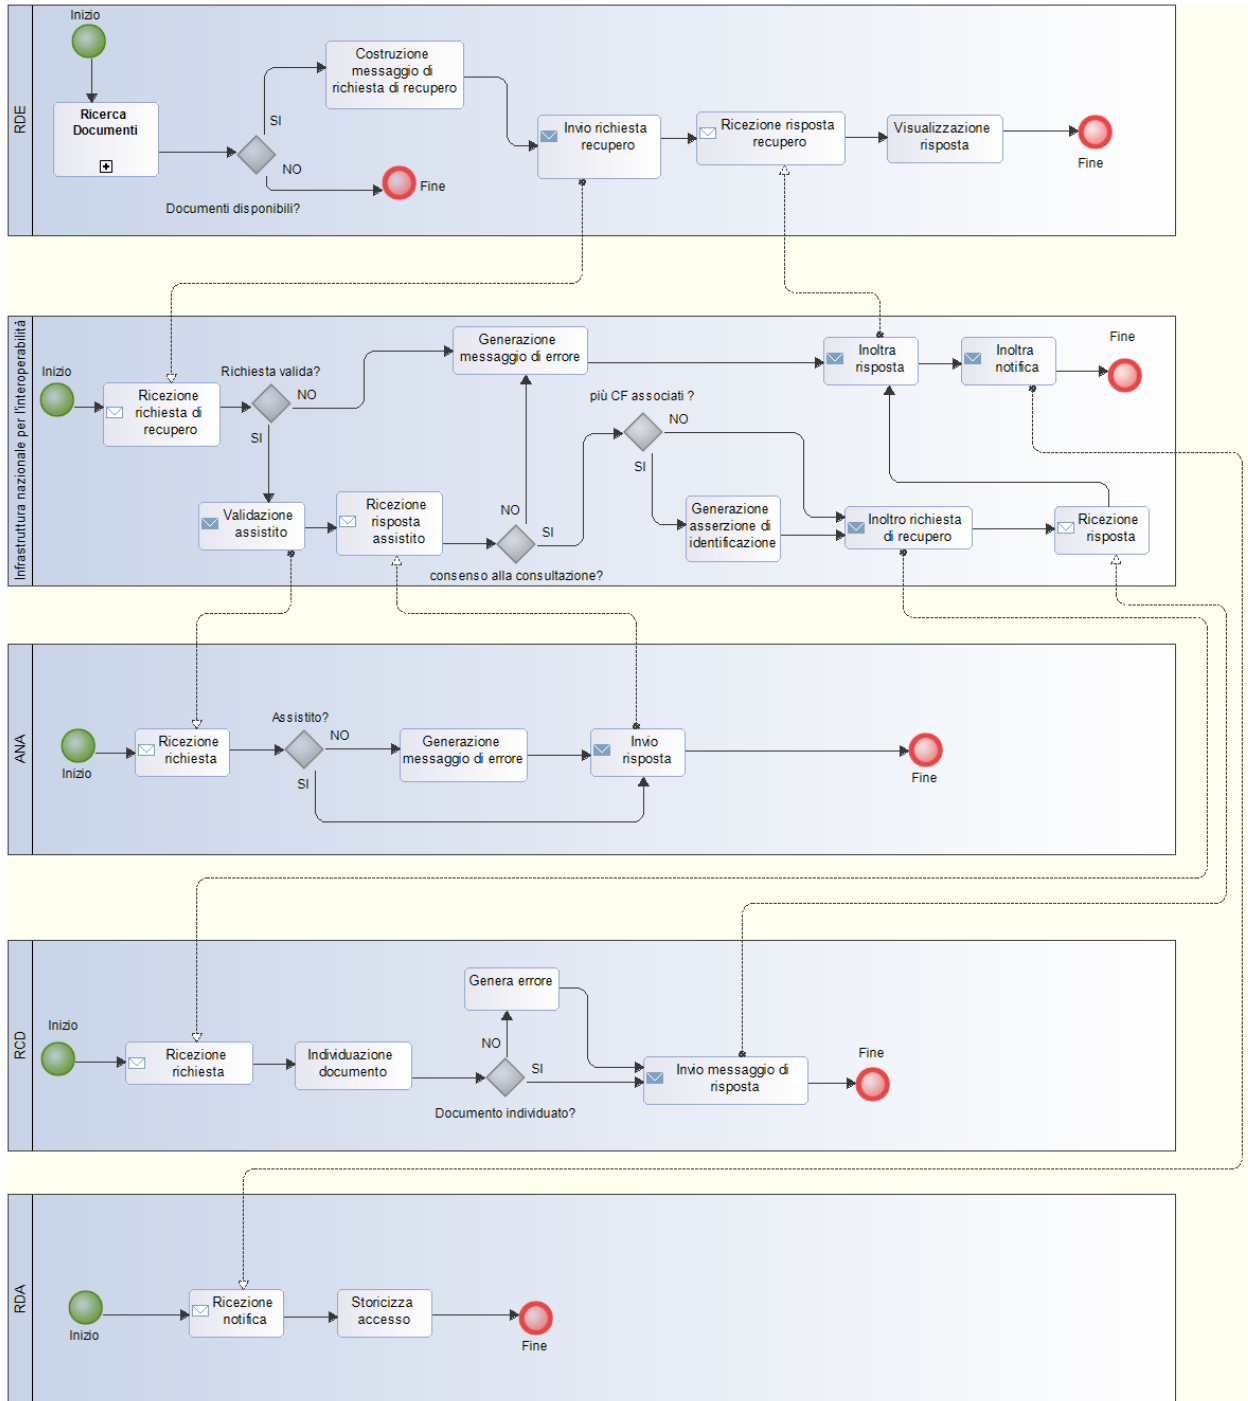 RDE
Inizio
Ricerca
Documenti
SI
NO
Documenti disponibili?
Costruzione
messaggio di
richiesta di recupero
Fine
Invio richiesta
recupero
Ricezione risposta
recupero
Visualizzazione
risposta
Fine
Infrastruttura nazionale per l'interoperabilità
Inizio
Ricezione
richiesta di
recupero
Richiesta valida?
NO
SI
Generazione
messaggio di errore
Validazione
assistito
Ricezione
risposta
assistito
NO
SI
consenso alla consultazione?
più CF associati ?
NO
SI
Generazione
asserzione di
identificazione
Inoltro richiesta
di recupero
Ricezione
risposta
Inoltra
risposta
Inoltra
notifica
Fine
ANA
Inizio
Ricezione
richiesta
Assistito?
NO
SI
Generazione
messaggio di errore
Invio
risposta
Fine
RCD
Inizio
Ricezione
richiesta
Individuazione
documento
Genera errore
NO
SI
Documento individuato?
Invio messaggio di
risposta
Fine
RDA
Inizio
Ricezione
notifica
Storicizza
accesso
Fine